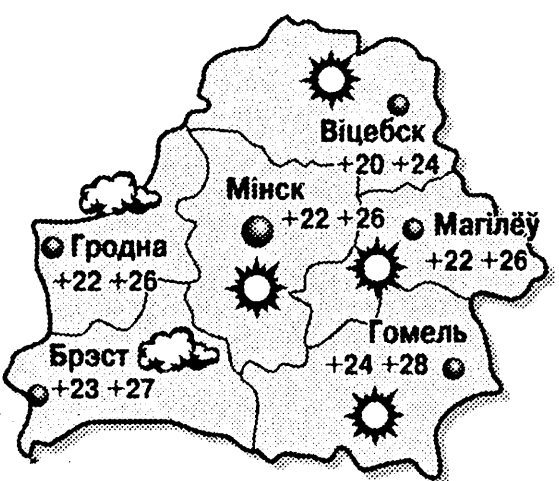 Віцебск
+20 +24
Мінск
+22 +26
Магілёў
+22 +26
Гродна
+22 +26
Гомель
+24 +28
Брэст
+23 +27